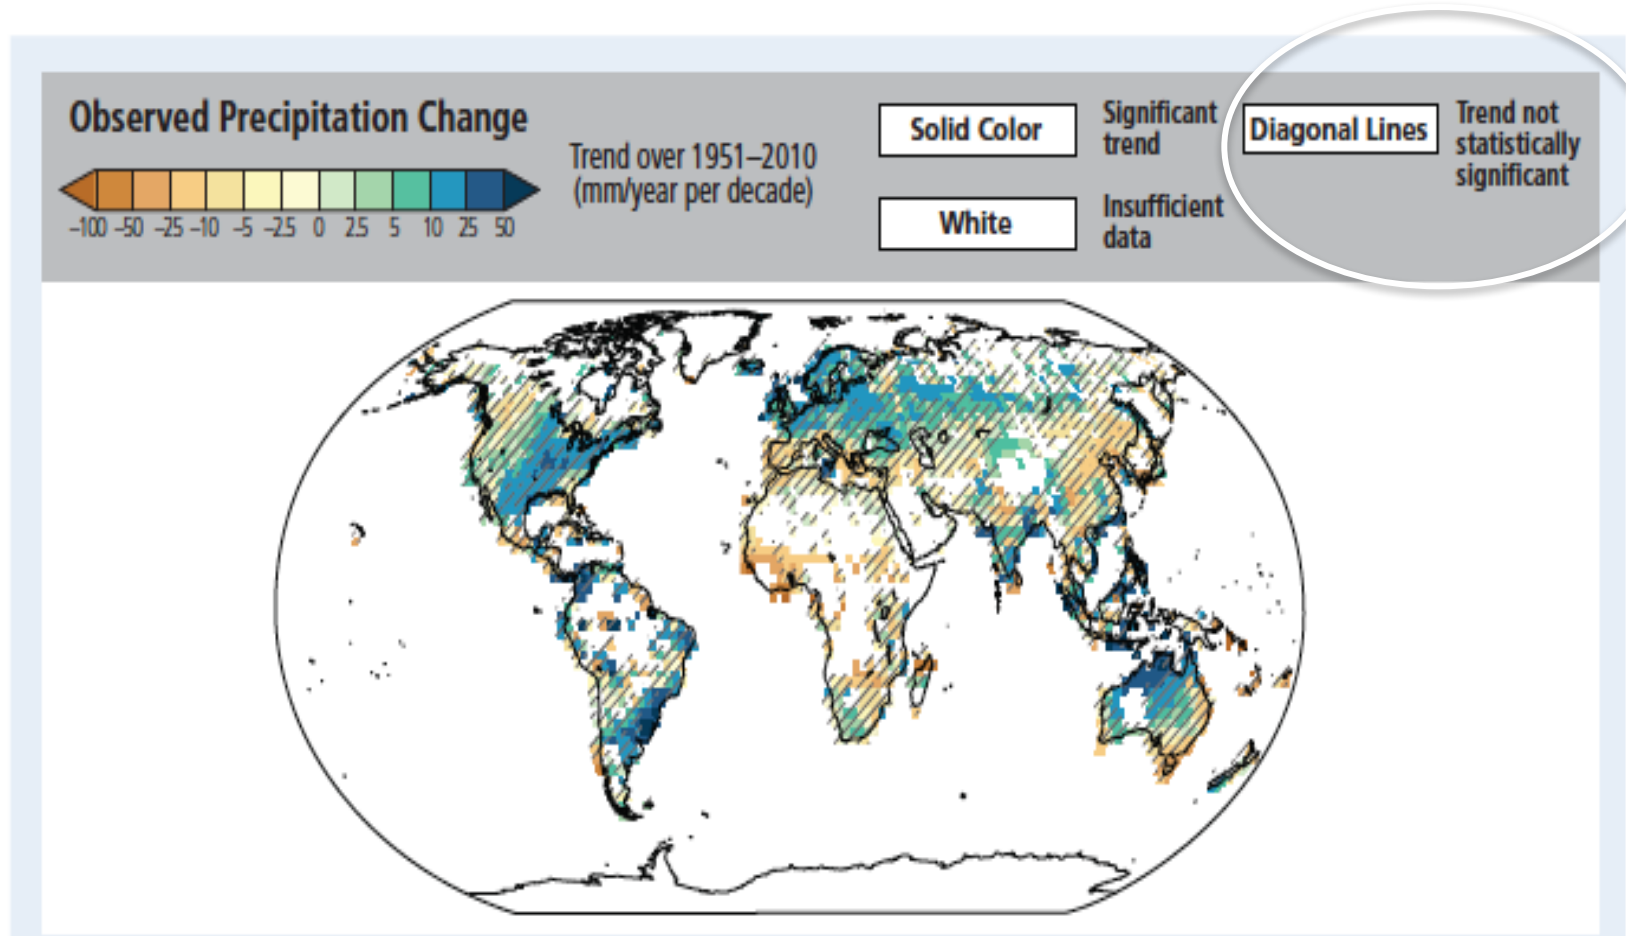 Observed Precipitation Change
–100 –50 –25 –10 –5 –2.5 0 2.5 5 10 25 50
Trend over 1951–2010
(mm/year per decade)
Solid Color
Significant
trend
White
Insufficient
data
Diagonal Lines
Trend not
statistically
significant